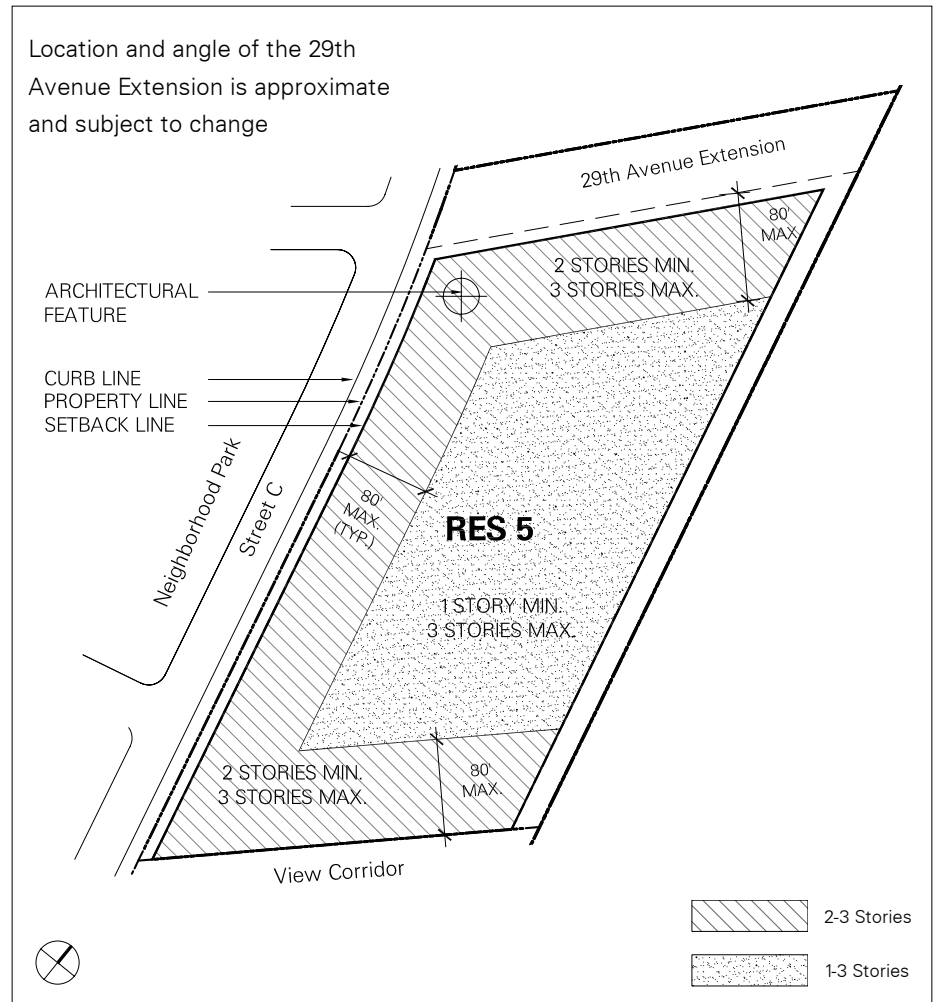 Location and angle of the 29th
Avenue Extension is approximate
and subject to change
29th Avenue Extension
80'
MAX.
2 STORIES MIN.
3 STORIES MAX.
ARCHITECTURAL
FEATURE
CURB LINE
PROPERTY LINE
SETBACK LINE
Neighborhood Park
Street C
80'
MAX.
(TYP.)
RES 5
1 STORY MIN.
3 STORIES MAX.
2 STORIES MIN.
3 STORIES MAX.
80'
MAX.
View Corridor
2-3 Stories
1-3 Stories